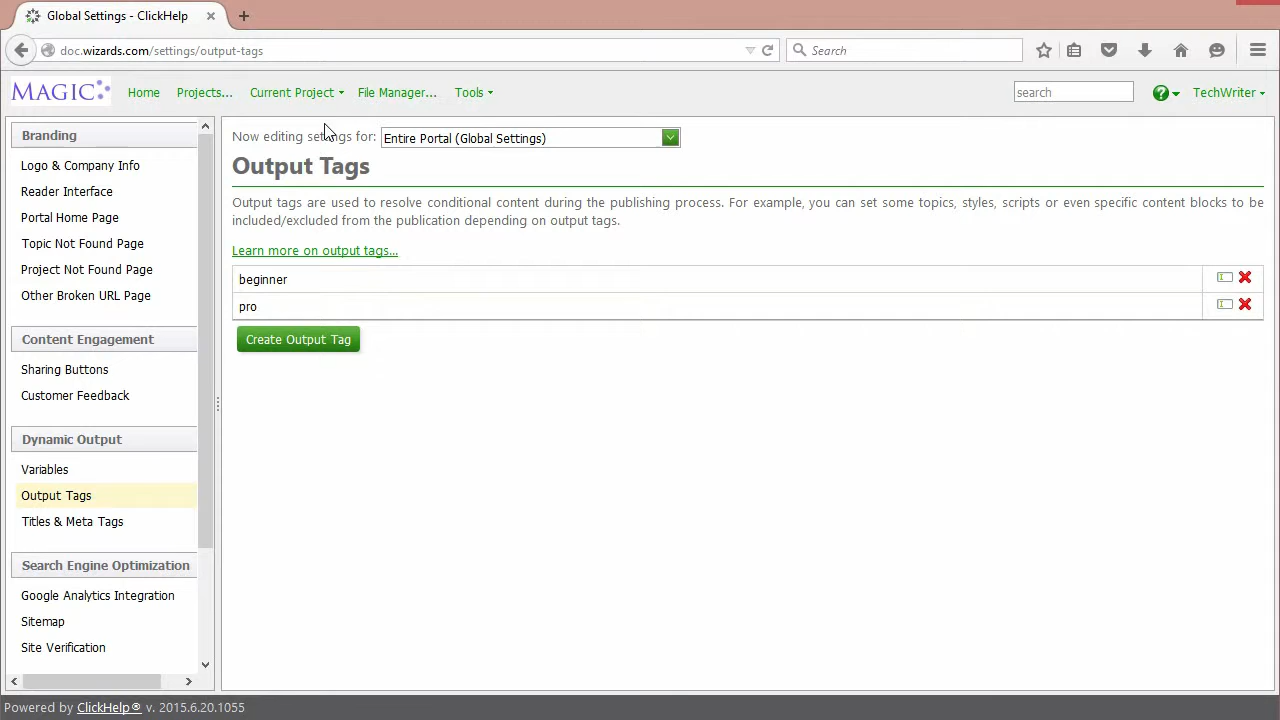 Global Settings - ClickHelp
doc.wizards.com/settings/output-tags
Search
MAGIC
Home
Projects...
Current Project
File Manager...
Tools
search
TechWriter
Branding
Logo & Company Info
Reader Interface
Portal Home Page
Topic Not Found Page
Project Not Found Page
Other Broken URL Page
Content Engagement
Sharing Buttons
Customer Feedback
Dynamic Output
Variables
Output Tags
Titles & Meta Tags
Search Engine Optimization
Google Analytics Integration
Sitemap
Site Verification
Now editing settings for: Entire Portal (Global Settings)
Output Tags
Output tags are used to resolve conditional content during the publishing process. For example, you can set some topics, styles, scripts or even specific content blocks to be
included/excluded from the publication depending on output tags.
Learn more on output tags...
beginner
pro
Create Output Tag
Powered by ClickHelp® v. 2015.6.20.1055